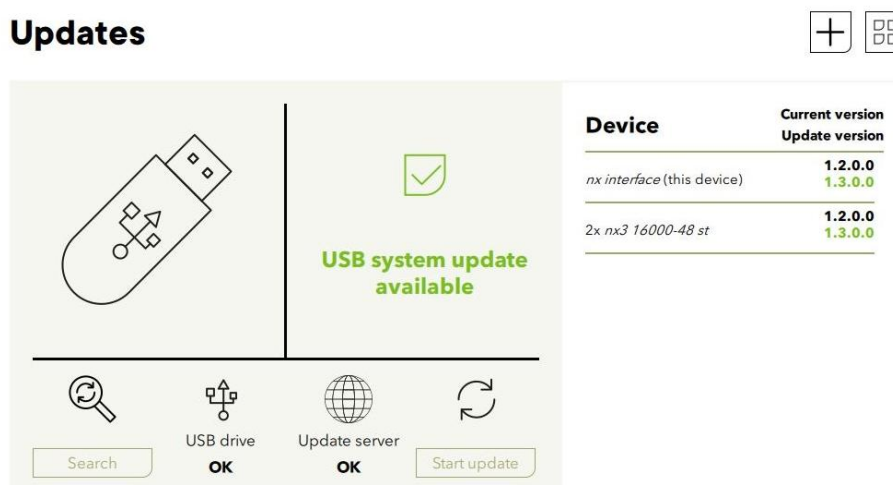 Updates
Device
Current version
Update version
nx interface (this device)
1.2.0.0
1.3.0.0
2x nx3 16000-48 st
1.2.0.0
1.3.0.0
USB system update
available
Search
USB drive
OK
Update server
OK
Start update